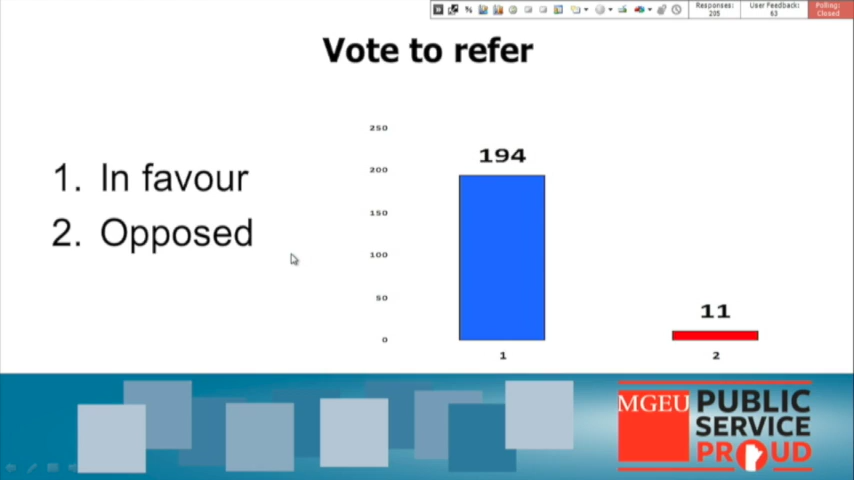 Responses:
205
User Feedback:
63
Polling:
Closed
Vote to refer
1. In favour
2. Opposed
250
200
150
100
50
0
194
11
1
2
MGEU
PUBLIC
SERVICE
PROUD